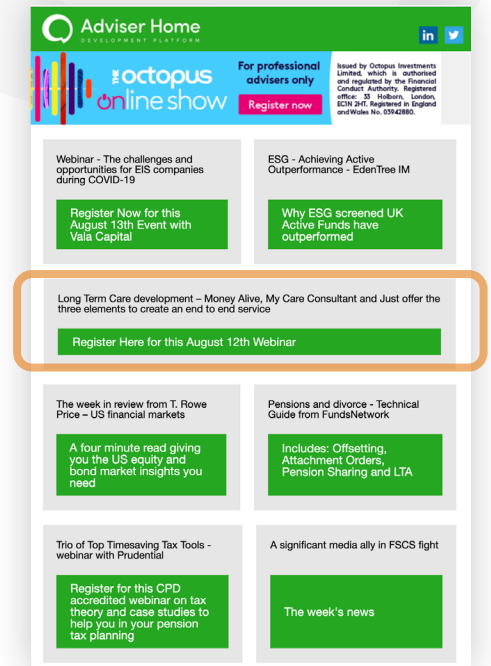 Adviser Home
DEVELOPMENT PLATFORM
in
THE octopus
online show
For professional
advisers only
Register now
Issued by Octopus Investments
Limited, which is authorised
and regulated by the Financial
Conduct Authority. Registered
office: 33 Holborn, London,
EC1N 2HT. Registered in England
and Wales No. 03942880.
Webinar - The challenges and
opportunities for EIS companies
during COVID-19
Register Now for this
August 13th Event with
Vala Capital
ESG - Achieving Active
Outperformance - EdenTree IM
Why ESG screened UK
Active Funds have
outperformed
Long Term Care development – Money Alive, My Care Consultant and Just offer the
three elements to create an end to end service
Register Here for this August 12th Webinar
The week in review from T. Rowe
Price – US financial markets
A four minute read giving
you the US equity and
bond market insights you
need
Pensions and divorce - Technical
Guide from FundsNetwork
Includes: Offsetting,
Attachment Orders,
Pension Sharing and LTA
Trio of Top Timesaving Tax Tools -
webinar with Prudential
Register for this CPD
accredited webinar on tax
theory and case studies to
help you in your pension
tax planning
A significant media ally in FSCS fight
The week's news